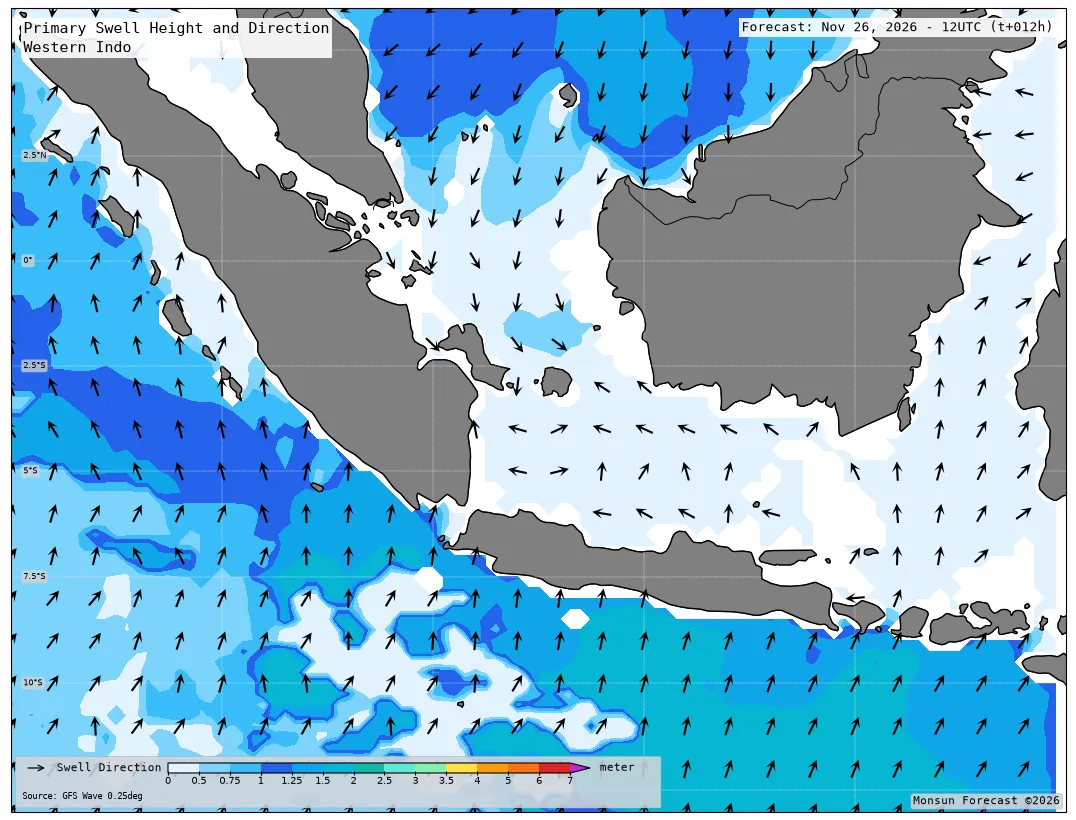 Primary Swell Height and Direction
Western Indo
Forecast: Nov 26, 2026 - 12UTC (t+012h)
2.5°N
0°
2.5°S
5°S
7.5°S
10°S
Swell Direction
0 0.5 0.75 1 1.25 1.5 2 2.5 3 3.5 4 5 6 7
meter
Source: GFS Wave 0.25deg
Monsun Forecast ©2026